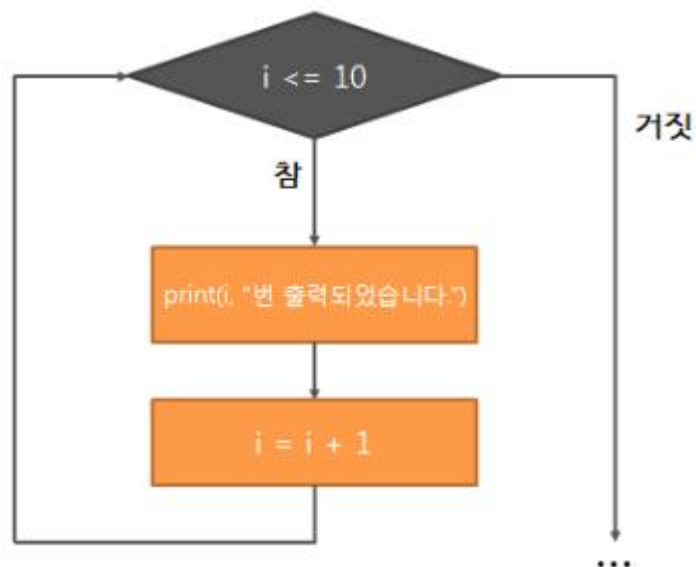 i <= 10
거짓
참
print(i, "번 출력되었습니다.")
i = i + 1
...